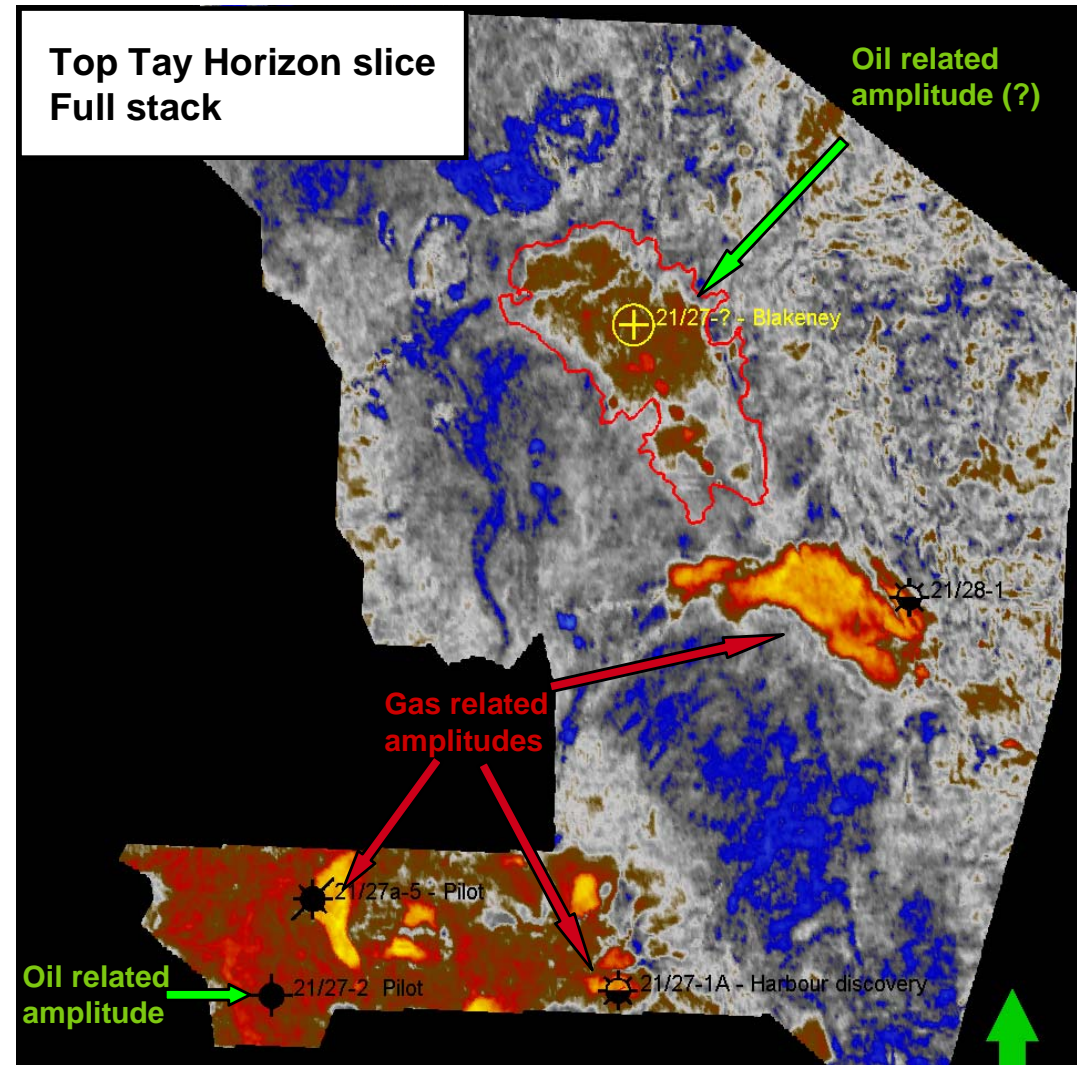 Top Tay Horizon slice
Full stack
Oil related
amplitude (?)
21/27-? - Blakeney
21/28-1
Gas related
amplitudes
21/27a-5 - Pilot
Oil related
amplitude
21/27-2 Pilot
21/27-1A - Harbour discovery